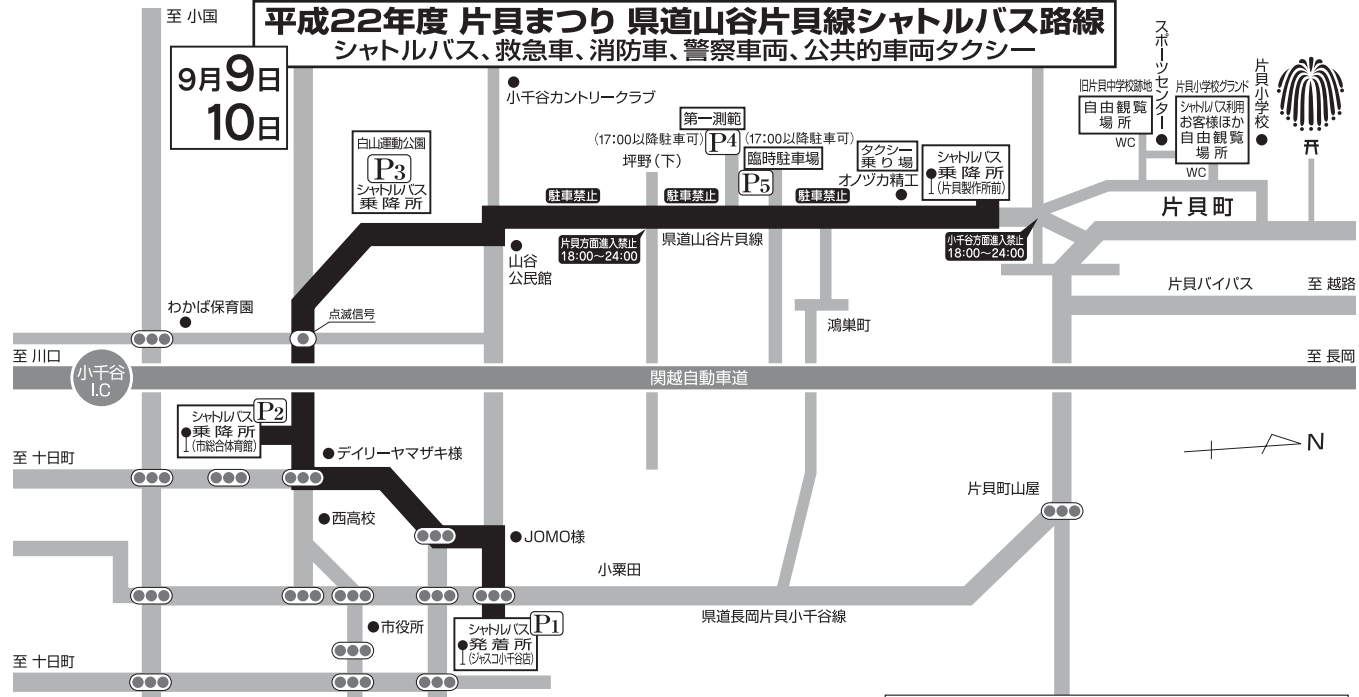 平成22年度 片貝まつり 県道山谷片貝線シャトルバス路線
シャトルバス、救急車、消防車、警察車両、公共的車両タクシー
至 小国
9月9日
10日
小千谷カントリークラブ
白山運動公園
P3
シャトルバス
乗降所
第一測範
(17:00以降駐車可)
P4
(17:00以降駐車可)
坪野(下)
臨時駐車場
P5
タクシー
乗り場
オノヅカ精工
シャトルバス
乗降所
(片貝製作所前)
旧片貝中学校跡地
自由観覧
場所
スポーツセンター
WC
片貝小学校グランド
シャトルバス利用
お客様ほか
自由観覧
場所
WC
片貝小学校
片貝町
駐車禁止
駐車禁止
駐車禁止
県道山谷片貝線
片貝方面進入禁止
18:00~24:00
小千谷方面進入禁止
18:00~24:00
山谷
公民館
わかば保育園
点滅信号
鴻巣町
片貝バイパス
至 越路
至 川口
至 長岡
小千谷
I.C
関越自動車道
シャトルバス
乗降所
(市総合体育館)
P2
デイリーヤマザキ様
至 十日町
N
西高校
JOMO様
片貝町山屋
小粟田
県道長岡片貝小千谷線
市役所
シャトルバス
発着所
(ジャスコ小千谷店)
P1
至 十日町